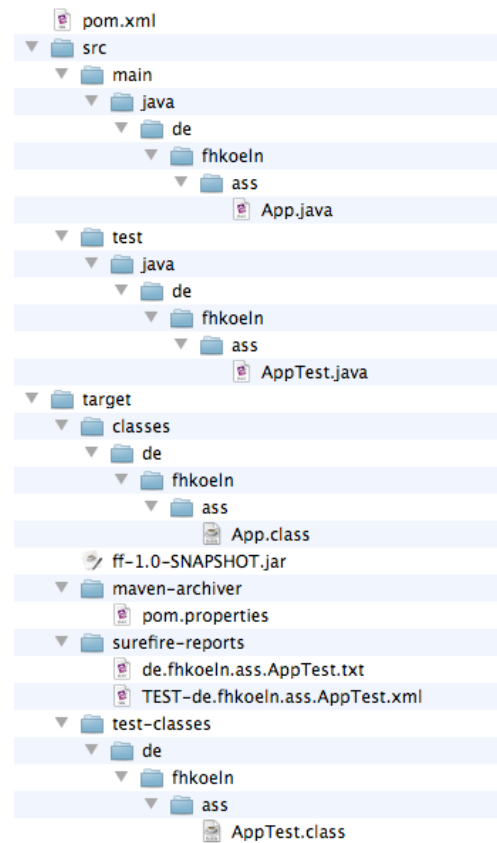 pom.xml
src
main
java
de
fhkoeln
ass
App.java
test
java
de
fhkoeln
ass
AppTest.java
target
classes
de
fhkoeln
ass
App.class
ff-1.0-SNAPSHOT.jar
maven-archiver
pom.properties
surefire-reports
de.fhkoeln.ass.AppTest.txt
TEST-de.fhkoeln.ass.AppTest.xml
test-classes
de
fhkoeln
ass
AppTest.class